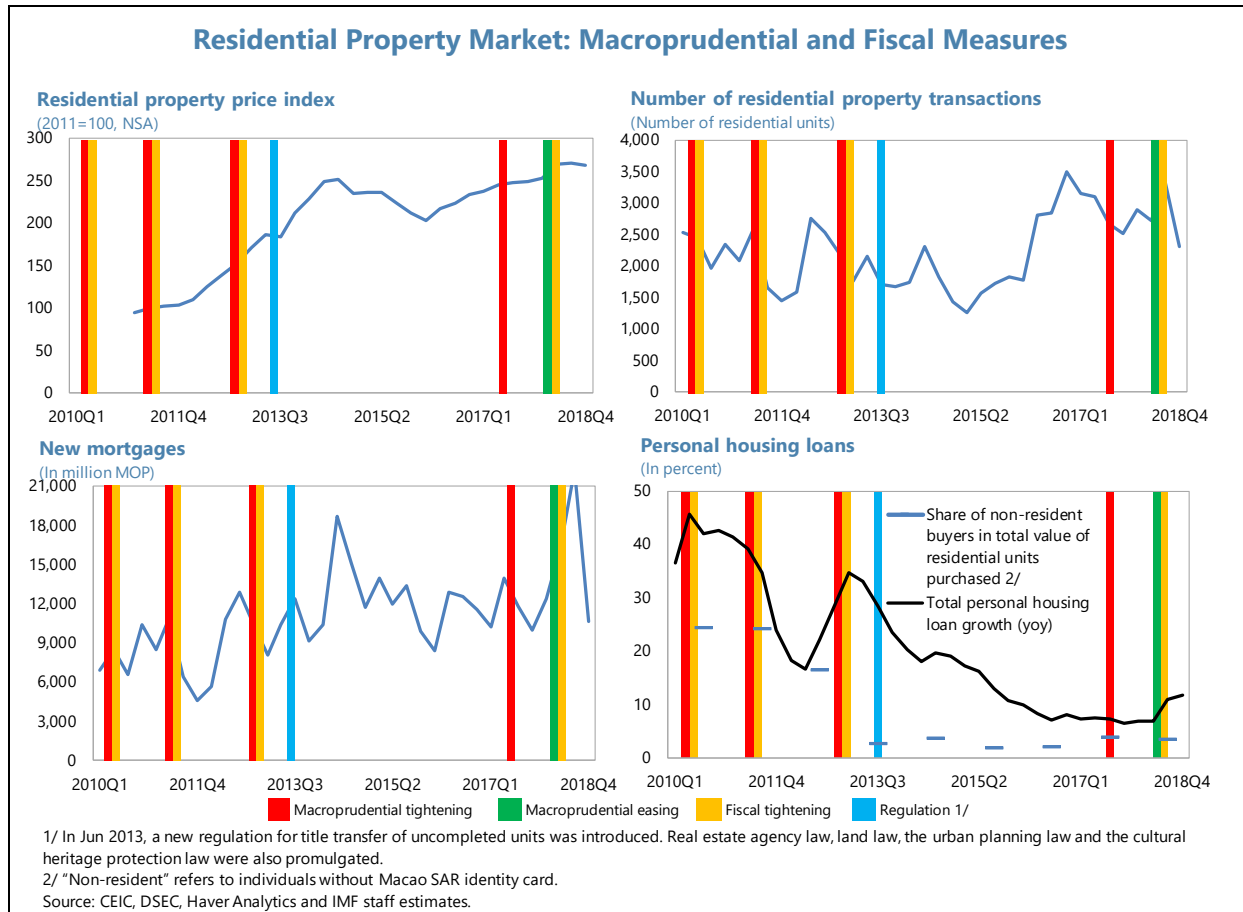 Residential Property Market: Macroprudential and Fiscal Measures
Residential property price index
(2011=100, NSA)
300
250
200
150
100
50
0
2010Q1 2011Q4 2013Q3 2015Q2 2017Q1 2018Q4
Number of residential property transactions
(Number of residential units)
4,000
3,500
3,000
2,500
2,000
1,500
1,000
500
0
2010Q1 2011Q4 2013Q3 2015Q2 2017Q1 2018Q4
New mortgages
(In million MOP)
21,000
18,000
15,000
12,000
9,000
6,000
3,000
0
2010Q1 2011Q4 2013Q3 2015Q2 2017Q1 2018Q4
Personal housing loans
(In percent)
50
40
30
20
10
0
Share of non-resident
buyers in total value of
residential units
purchased 2/
Total personal housing
loan growth (yoy)
2010Q1 2011Q4 2013Q3 2015Q2 2017Q1 2018Q4
Macroprudential tightening Macroprudential easing Fiscal tightening Regulation 1/
1/ In Jun 2013, a new regulation for title transfer of uncompleted units was introduced. Real estate agency law, land law, the urban planning law and the cultural
heritage protection law were also promulgated.
2/ “Non-resident” refers to individuals without Macao SAR identity card.
Source: CEIC, DSEC, Haver Analytics and IMF staff estimates.